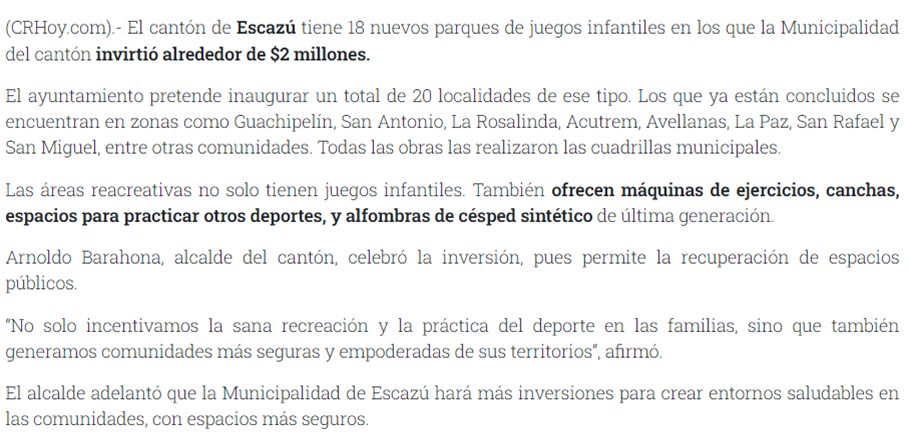 (CRHoy.com).- El cantón de Escazú tiene 18 nuevos parques de juegos infantiles en los que la Municipalidad
del cantón invirtió alrededor de $2 millones.
El ayuntamiento pretende inaugurar un total de 20 localidades de ese tipo. Los que ya están concluidos se
encuentran en zonas como Guachipelín, San Antonio, La Rosalinda, Acutrem, Avellanas, La Paz, San Rafael y
San Miguel, entre otras comunidades. Todas las obras las realizaron las cuadrillas municipales.
Las áreas reacreativas no solo tienen juegos infantiles. También ofrecen máquinas de ejercicios, canchas,
espacios para practicar otros deportes, y alfombras de césped sintético de última generación.
Arnoldo Barahona, alcalde del cantón, celebró la inversión, pues permite la recuperación de espacios
públicos.
“No solo incentivamos la sana recreación y la práctica del deporte en las familias, sino que también
generamos comunidades más seguras y empoderadas de sus territorios”, afirmó.
El alcalde adelantó que la Municipalidad de Escazú hará más inversiones para crear entornos saludables en
las comunidades, con espacios más seguros.